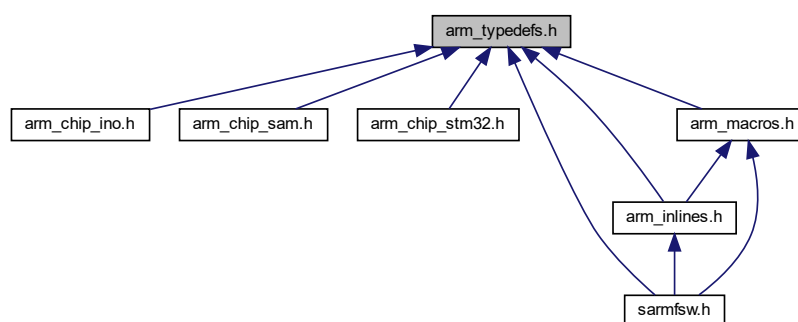 arm_typedefs.h
arm_chip_ino.h
arm_chip_sam.h
arm_chip_stm32.h
arm_macros.h
arm_inlines.h
sarmfsw.h